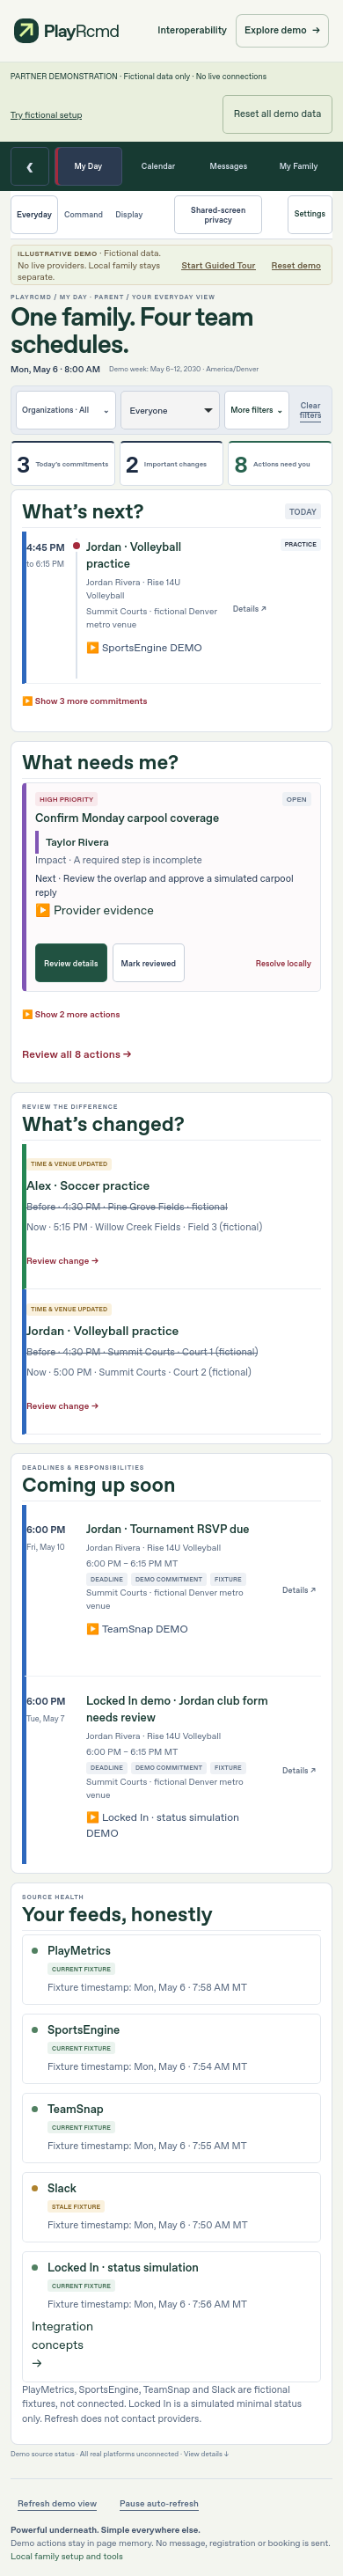 PlayRcmd
Interoperability
Explore demo →
PARTNER DEMONSTRATION · Fictional data only · No live connections
Try fictional setup
Reset all demo data
❮
My Day
Calendar
Messages
My Family
Everyday
Command
Display
Shared-screen
privacy
Settings
ILLUSTRATIVE DEMO · Fictional data.
No live providers. Local family stays
separate.
Start Guided Tour
Reset demo
PLAYRCMD / MY DAY · PARENT / YOUR EVERYDAY VIEW
One family. Four team
schedules.
Mon, May 6 · 8:00 AM
Demo week: May 6–12, 2030 · America/Denver
Organizations · All
Everyone
More filters
Clear
filters
3 Today's commitments
2 Important changes
8 Actions need you
What's next?
TODAY
4:45 PM
to 6:15 PM
Jordan · Volleyball
practice
PRACTICE
Jordan Rivera · Rise 14U
Volleyball
Summit Courts · fictional Denver
metro venue
Details ↗
▶ SportsEngine DEMO
▶ Show 3 more commitments
What needs me?
HIGH PRIORITY
OPEN
Confirm Monday carpool coverage
Taylor Rivera
Impact · A required step is incomplete
Next · Review the overlap and approve a simulated carpool
reply
▶ Provider evidence
Review details
Mark reviewed
Resolve locally
▶ Show 2 more actions
Review all 8 actions →
REVIEW THE DIFFERENCE
What's changed?
TIME & VENUE UPDATED
Alex · Soccer practice
Before · 4:30 PM · Pine Grove Fields · fictional
Now · 5:15 PM · Willow Creek Fields · Field 3 (fictional)
Review change →
TIME & VENUE UPDATED
Jordan · Volleyball practice
Before · 4:30 PM · Summit Courts · Court 1 (fictional)
Now · 5:00 PM · Summit Courts · Court 2 (fictional)
Review change →
DEADLINES & RESPONSIBILITIES
Coming up soon
6:00 PM
Fri, May 10
Jordan · Tournament RSVP due
Jordan Rivera · Rise 14U Volleyball
6:00 PM – 6:15 PM MT
DEADLINE
DEMO COMMITMENT
FIXTURE
Summit Courts · fictional Denver metro
venue
Details ↗
▶ TeamSnap DEMO
6:00 PM
Tue, May 7
Locked In demo · Jordan club form
needs review
Jordan Rivera · Rise 14U Volleyball
6:00 PM – 6:15 PM MT
DEADLINE
DEMO COMMITMENT
FIXTURE
Summit Courts · fictional Denver metro
venue
Details ↗
▶ Locked In · status simulation
DEMO
SOURCE HEALTH
Your feeds, honestly
PlayMetrics
CURRENT FIXTURE
Fixture timestamp: Mon, May 6 · 7:58 AM MT
SportsEngine
CURRENT FIXTURE
Fixture timestamp: Mon, May 6 · 7:54 AM MT
TeamSnap
CURRENT FIXTURE
Fixture timestamp: Mon, May 6 · 7:55 AM MT
Slack
STALE FIXTURE
Fixture timestamp: Mon, May 6 · 7:50 AM MT
Locked In · status simulation
CURRENT FIXTURE
Fixture timestamp: Mon, May 6 · 7:56 AM MT
Integration
concepts
→
PlayMetrics, SportsEngine, TeamSnap and Slack are fictional
fixtures, not connected. Locked In is a simulated minimal status
only. Refresh does not contact providers.
Demo source status · All real platforms unconnected · View details ↓
Refresh demo view
Pause auto-refresh
Powerful underneath. Simple everywhere else.
Demo actions stay in page memory. No message, registration or booking is sent.
Local family setup and tools